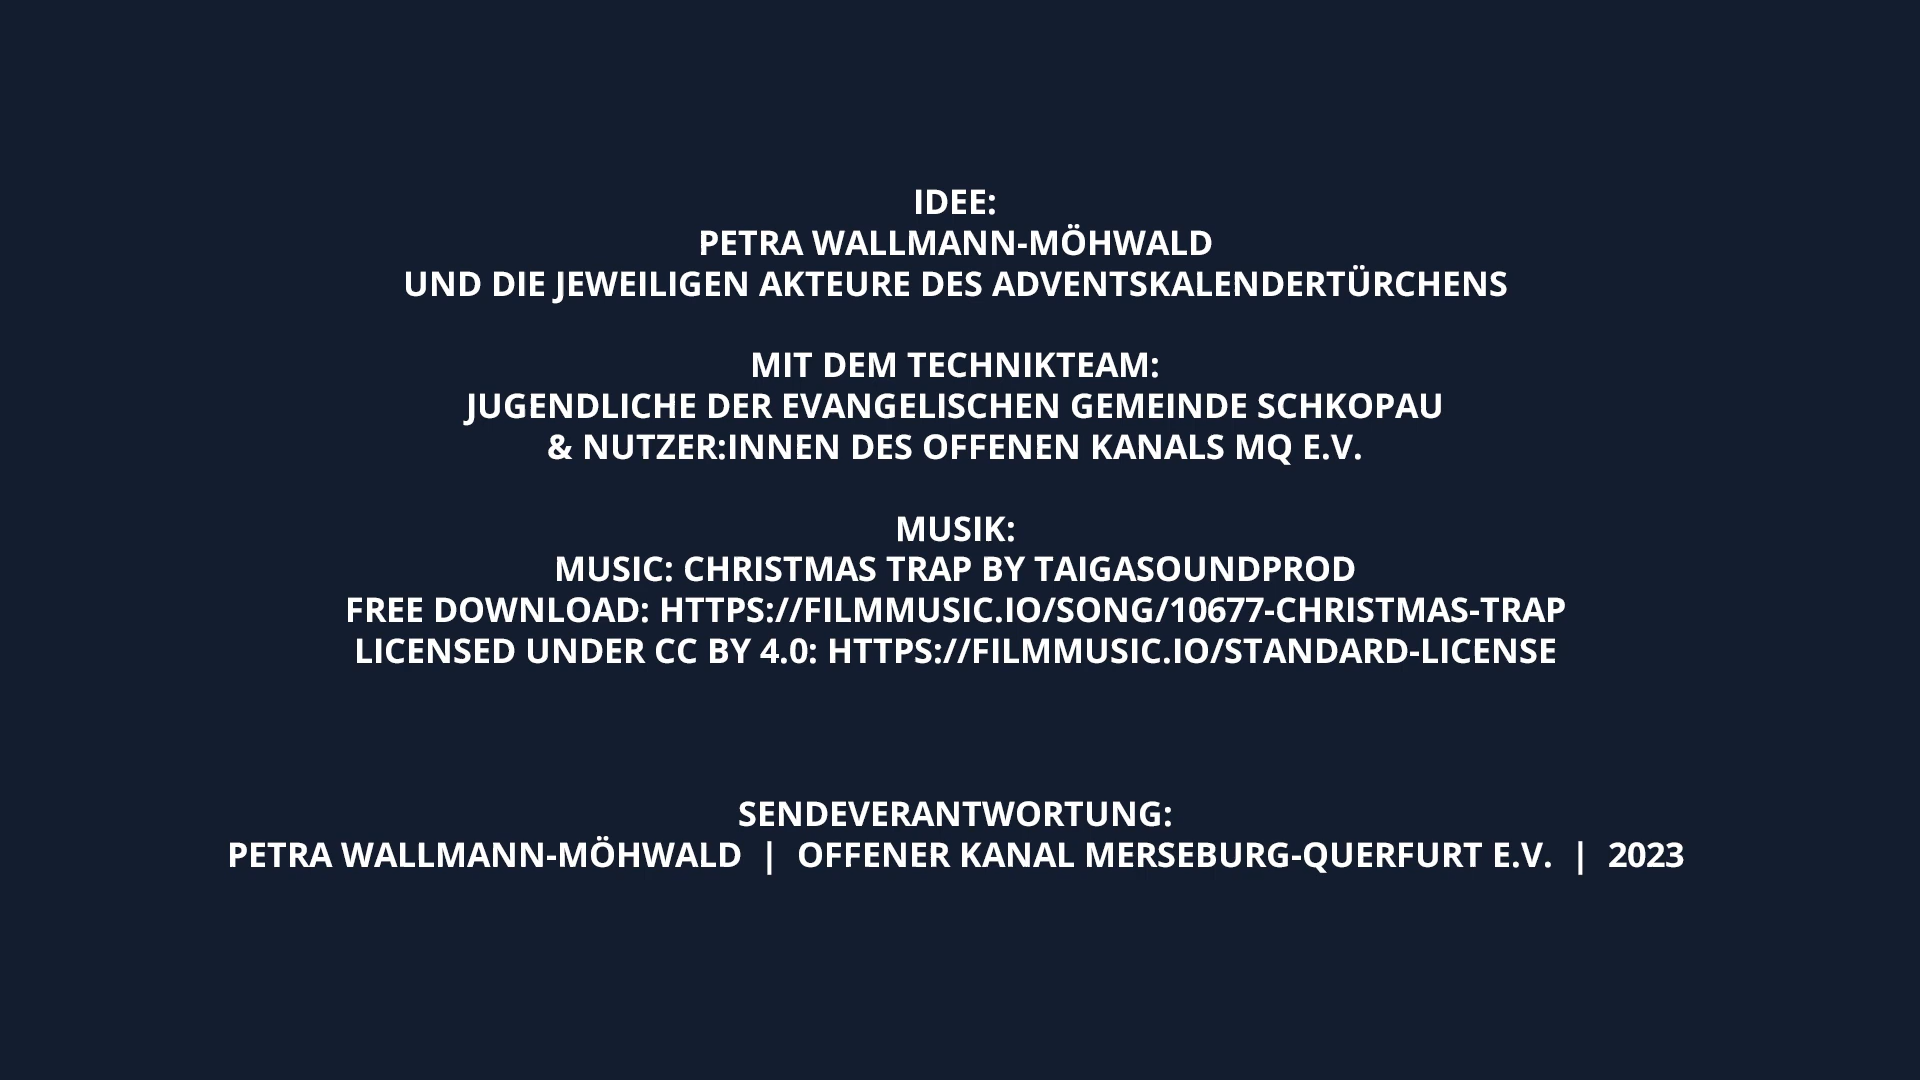 IDEE:
PETRA WALLMANN-MÖHWALD
UND DIE JEWEILIGEN AKTEURE DES ADVENTSKALENDERTÜRCHENS
MIT DEM TECHNIKTEAM:
JUGENDLICHE DER EVANGELISCHEN GEMEINDE SCHKOPAU
& NUTZER:INNEN DES OFFENEN KANALS MQ E.V.
MUSIK:
MUSIC: CHRISTMAS TRAP BY TAIGASOUNDPROD
FREE DOWNLOAD: HTTPS://FILMMUSIC.IO/SONG/10677-CHRISTMAS-TRAP
LICENSED UNDER CC BY 4.0: HTTPS://FILMMUSIC.IO/STANDARD-LICENSE
SENDEVERANTWORTUNG:
PETRA WALLMANN-MÖHWALD | OFFENER KANAL MERSEBURG-QUERFURT E.V. | 2023